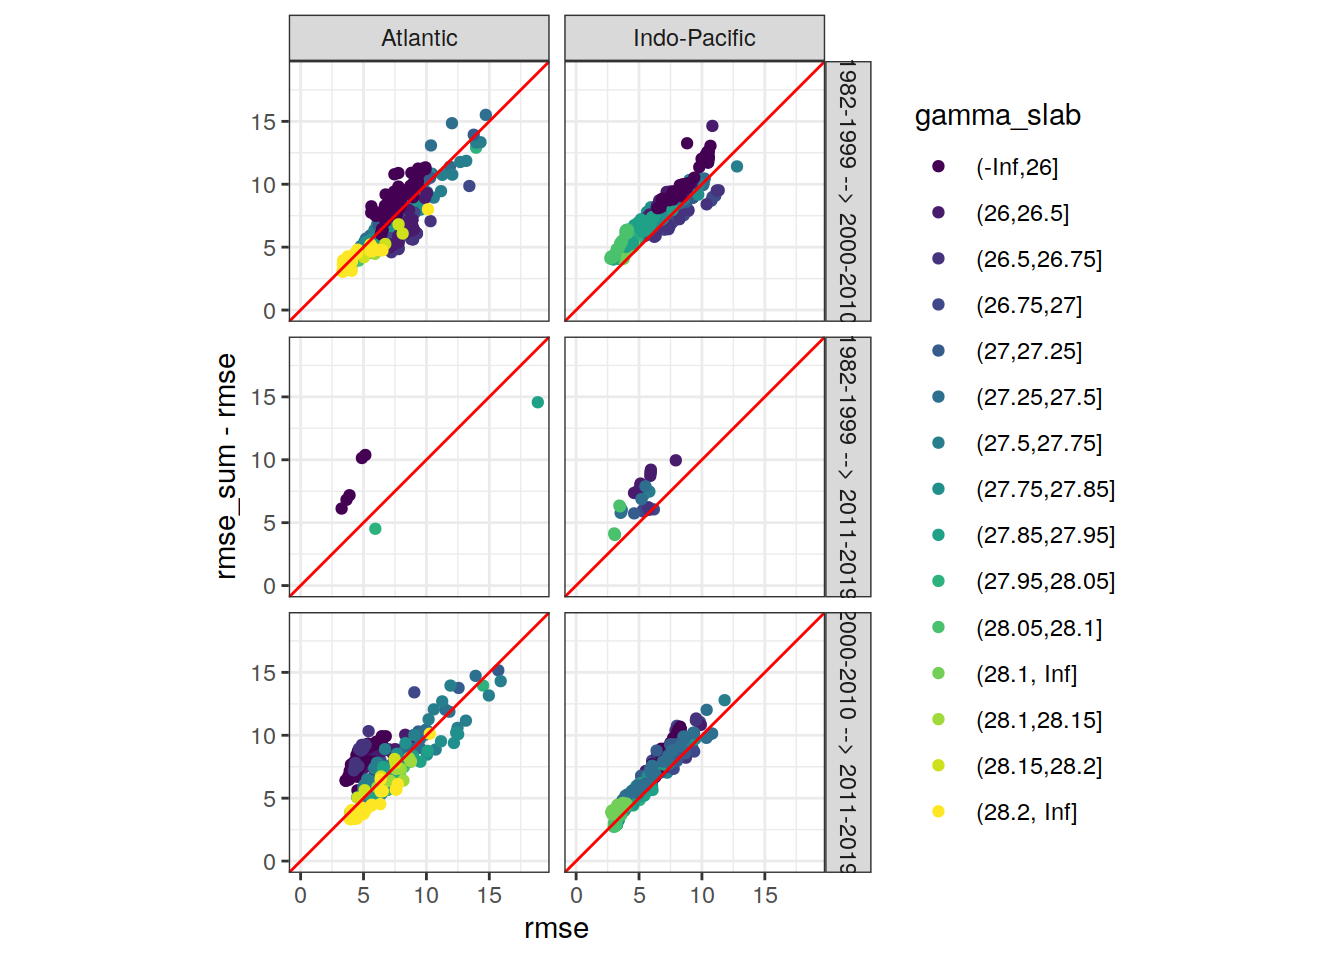 Atlantic
Indo-Pacific
15
10
5
0
1982-1999 --> 2000-2010
15
10
5
0
1982-1999 --> 2011-2019
15
10
5
0
2000-2010 --> 2011-2019
0 5 10 15
0 5 10 15
rmse
rmse_sum - rmse
gamma_slab
(-Inf,26]
(26,26.5]
(26.5,26.75]
(26.75,27]
(27,27.25]
(27.25,27.5]
(27.5,27.75]
(27.75,27.85]
(27.85,27.95]
(27.95,28.05]
(28.05,28.1]
(28.1, Inf]
(28.1,28.15]
(28.15,28.2]
(28.2, Inf]